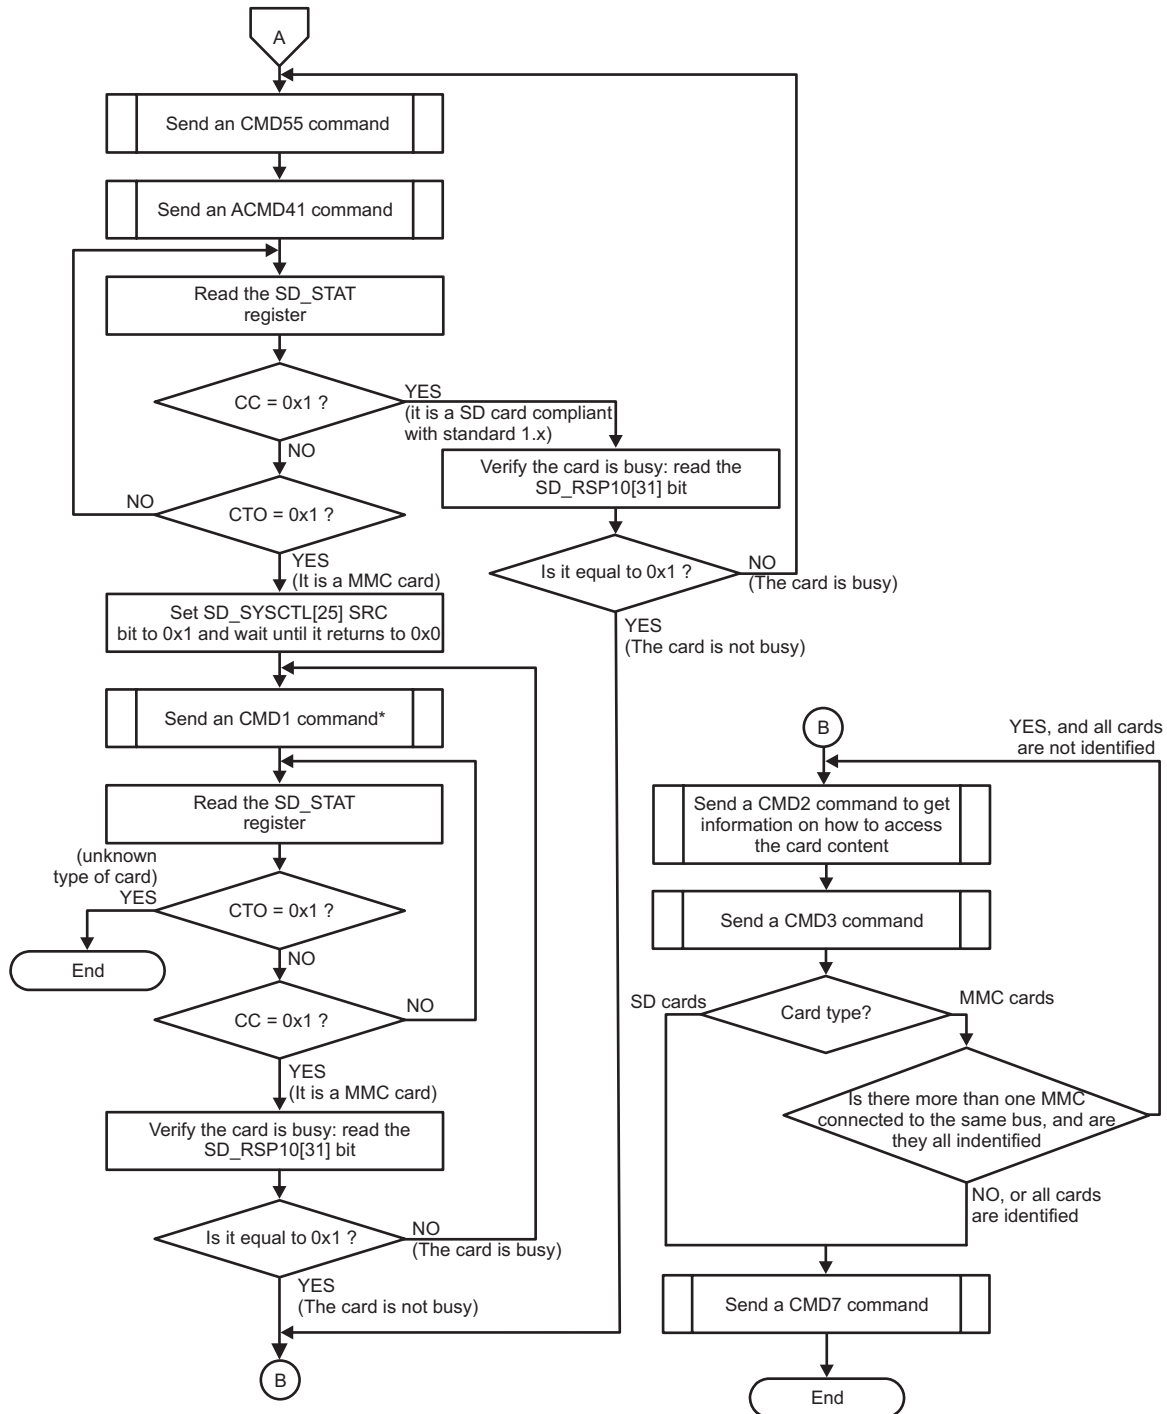 A
Send an CMD55 command
Send an ACMD41 command
Read the SD_STAT
register
CC = 0x1 ?
YES
(it is a SD card compliant
with standard 1.x)
NO
Verify the card is busy: read the
SD_RSP10[31] bit
NO
CTO = 0x1 ?
YES
(It is a MMC card)
Is it equal to 0x1 ?
NO
(The card is busy)
YES
(The card is not busy)
Set SD_SYSCTL[25] SRC
bit to 0x1 and wait until it returns to 0x0
Send an CMD1 command*
Read the SD_STAT
register
(unknown
type of card)
YES
CTO = 0x1 ?
End
NO
CC = 0x1 ?
NO
YES
(It is a MMC card)
Verify the card is busy: read the
SD_RSP10[31] bit
Is it equal to 0x1 ?
NO
(The card is busy)
YES
(The card is not busy)
B
B
YES, and all cards
are not identified
Send a CMD2 command to get
information on how to access
the card content
Send a CMD3 command
SD cards
Card type?
MMC cards
Is there more than one MMC
connected to the same bus, and are
they all indentified
NO, or all cards
are identified
Send a CMD7 command
End